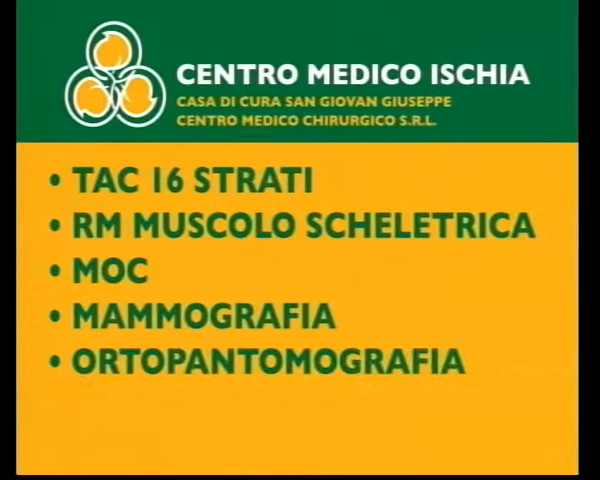 CENTRO MEDICO ISCHIA
CASA DI CURA SAN GIOVAN GIUSEPPE
CENTRO MEDICO CHIRURGICO S.R.L.
• TAC 16 STRATI
• RM MUSCOLO SCHELETRICA
• MOC
• MAMMOGRAFIA
• ORTOPANTOMOGRAFIA